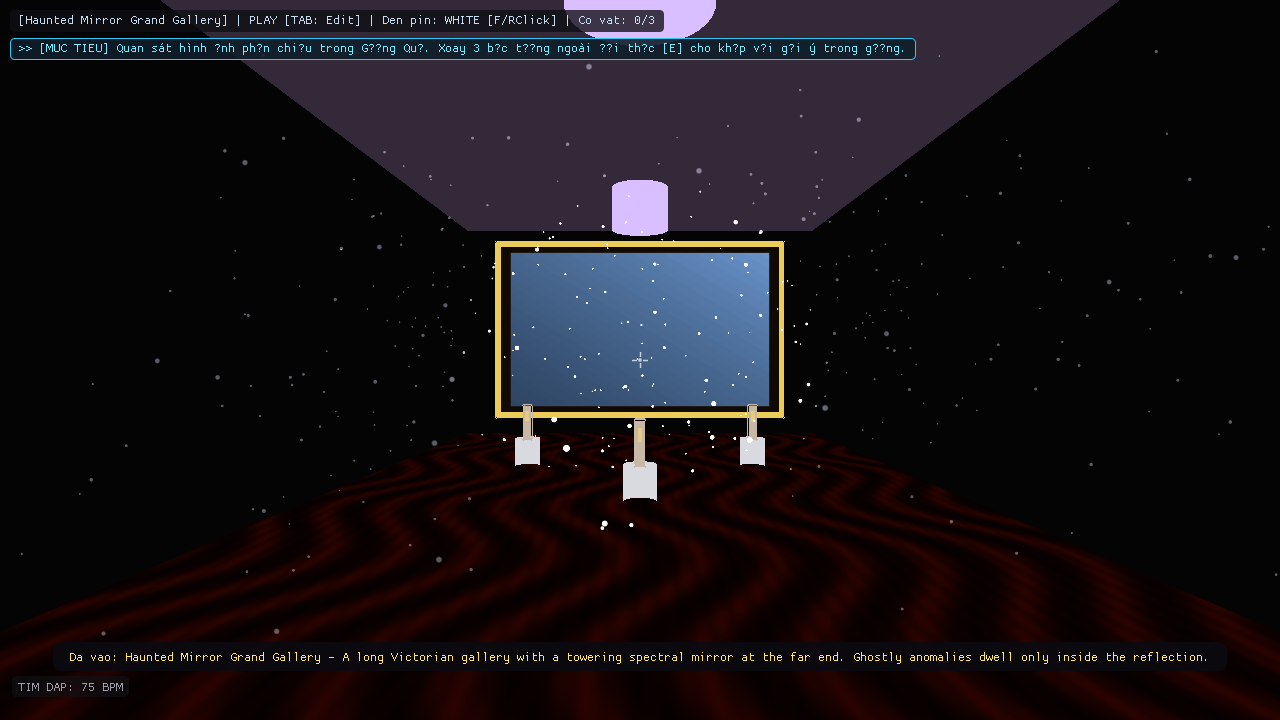 [Haunted Mirror Grand Gallery] | PLAY [TAB: Edit] | Den pin: WHITE [F/RClick] | Co vat: 0/3
>> [MUC TIEU] Quan sát hình ?nh ph?n chi?u trong G??ng Qu?. Xoay 3 b?c t??ng ngoài ??i th?c [E] cho kh?p v?i g?i ý trong g??ng.
Da vao: Haunted Mirror Grand Gallery - A long Victorian gallery with a towering spectral mirror at the far end. Ghostly anomalies dwell only inside the reflection.
TIM DAP: 75 BPM